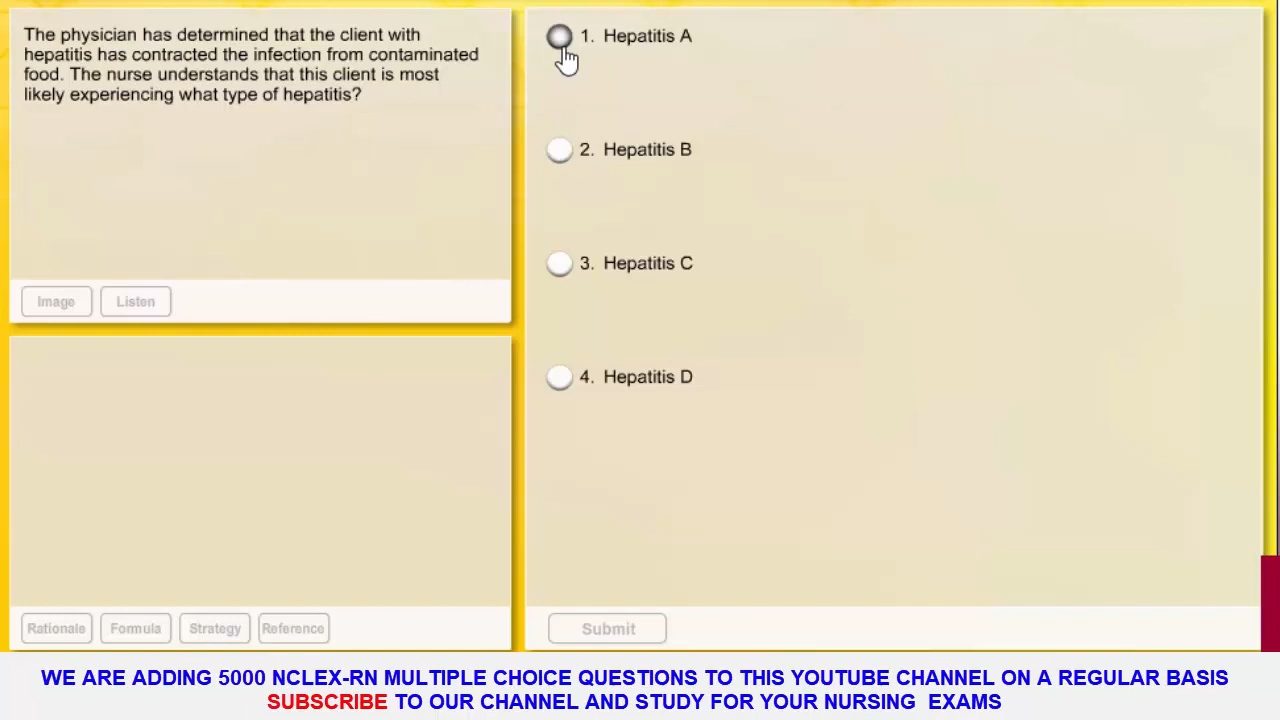 The physician has determined that the client with
hepatitis has contracted the infection from contaminated
food. The nurse understands that this client is most
likely experiencing what type of hepatitis?
Image
Listen
1. Hepatitis A
2. Hepatitis B
3. Hepatitis C
4. Hepatitis D
Rationale
Formula
Strategy
Reference
Submit
WE ARE ADDING 5000 NCLEX-RN MULTIPLE CHOICE QUESTIONS TO THIS YOUTUBE CHANNEL ON A REGULAR BASIS
SUBSCRIBE TO OUR CHANNEL AND STUDY FOR YOUR NURSING EXAMS